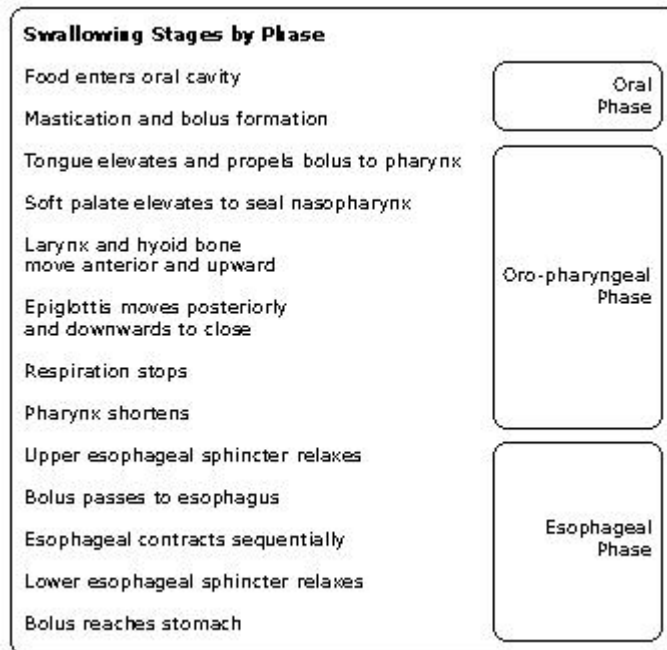 Swallowing Stages by Phase
Food enters oral cavity
Mastication and bolus formation
Oral
Phase
Tongue elevates and propels bolus to pharynx
Soft palate elevates to seal nasopharynx
Larynx and hyoid bone
move anterior and upward
Epiglottis moves posteriorly
and downwards to close
Respiration stops
Pharynx shortens
Oro-pharyngeal
Phase
Upper esophageal sphincter relaxes
Bolus passes to esophagus
Esophageal contracts sequentially
Lower esophageal sphincter relaxes
Bolus reaches stomach
Esophageal
Phase